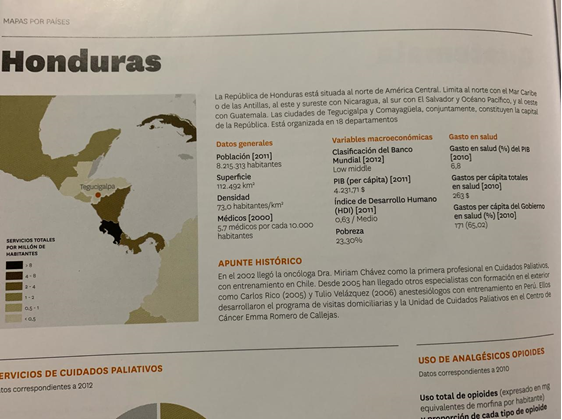 MAPAS POR PAÍSES
Honduras
La República de Honduras está situada al norte de América Central. Limita al norte con el Mar Caribe
o de las Antillas, al este y sureste con Nicaragua, al sur con El Salvador y Océano Pacífico, y al oeste
con Guatemala. Las ciudades de Tegucigalpa y Comayagüela, conjuntamente, constituyen la capital
de la República. Está organizada en 18 departamentos
Tegucigalpa
SERVICIOS TOTALES
POR MILLÓN DE
HABITANTES
> 8
4 - 8
2 - 4
1 - 2
0,5 - 1
< 0,5
Datos generales
Población [2011]
8.215.313 habitantes
Superficie
112.492 km²
Densidad
73,0 habitantes/km²
Médicos [2000]
5,7 médicos por cada 10.000
habitantes
Variables macroeconómicas
Clasificación del Banco
Mundial [2012]
Low middle
PIB (per cápita) [2011]
4.231,71 $
Índice de Desarrollo Humano
(HDI) [2011]
0,63 / Medio
Pobreza
23,30%
Gasto en salud
Gasto en salud (%) del PIB
[2010]
6,8
Gastos per cápita totales
en salud [2010]
263 $
Gastos per cápita del Gobierno
en salud (%) [2010]
171 (65,02)
APUNTE HISTÓRICO
En el 2002 llegó la oncóloga Dra. Miriam Chávez como la primera profesional en Cuidados Paliativos,
con entrenamiento en Chile. Desde 2005 han llegado otros especialistas con formación en el exterior
como Carlos Rico (2005) y Tulio Velázquez (2006) anestesiólogos con entrenamiento en Perú. Ellos
desarrollaron el programa de visitas domiciliarias y la Unidad de Cuidados Paliativos en el Centro de
Cáncer Emma Romero de Callejas.
ERVICIOS DE CUIDADOS PALIATIVOS
tos correspondientes a 2012
USO DE ANALGÉSICOS OPIOIDES
Datos correspondientes a 2010
Uso total de opioides (expresado en mg
equivalentes de morfina por habitante)
y proporción de cada tipo de opioide